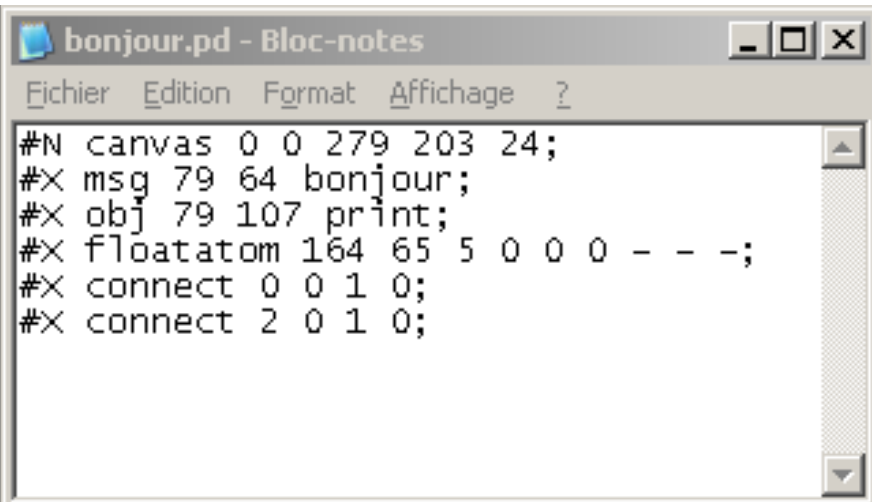 bonjour.pd - Bloc-notes
Fichier Edition Format Affichage ?
#N canvas 0 0 279 203 24;
#X msg 79 64 bonjour;
#X obj 79 107 print;
#X floatatom 164 65 5 0 0 0 - - -;
#X connect 0 0 1 0;
#X connect 2 0 1 0;